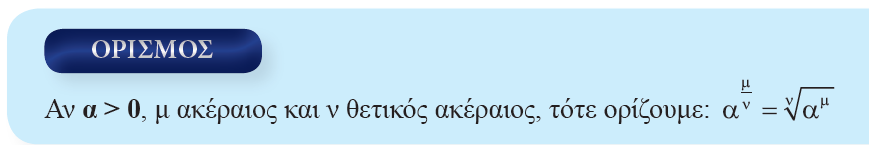 ΟΡΙΣΜΟΣ
Αν α > 0, μ ακέραιος και ν θετικός ακέραιος, τότε ορίζουμε: α^{μ/ν} = ᵛ√α^μ